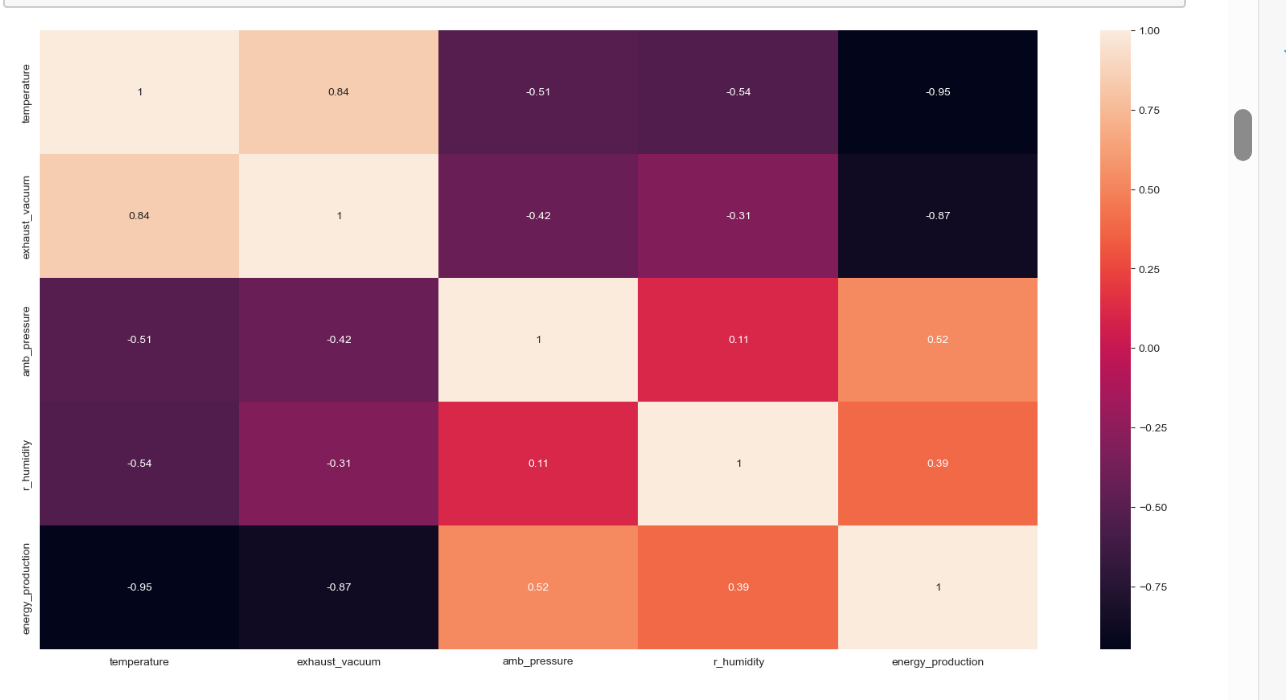 temperature 1 0.84 -0.51 -0.54 -0.95
exhaust_vacuum 0.84 1 -0.42 -0.31 -0.87
amb_pressure -0.51 -0.42 1 0.11 0.52
r_humidity -0.54 -0.31 0.11 1 0.39
energy_production -0.95 -0.87 0.52 0.39 1
temperature exhaust_vacuum amb_pressure r_humidity energy_production
1.00
0.75
0.50
0.25
0.00
−0.25
−0.50
−0.75